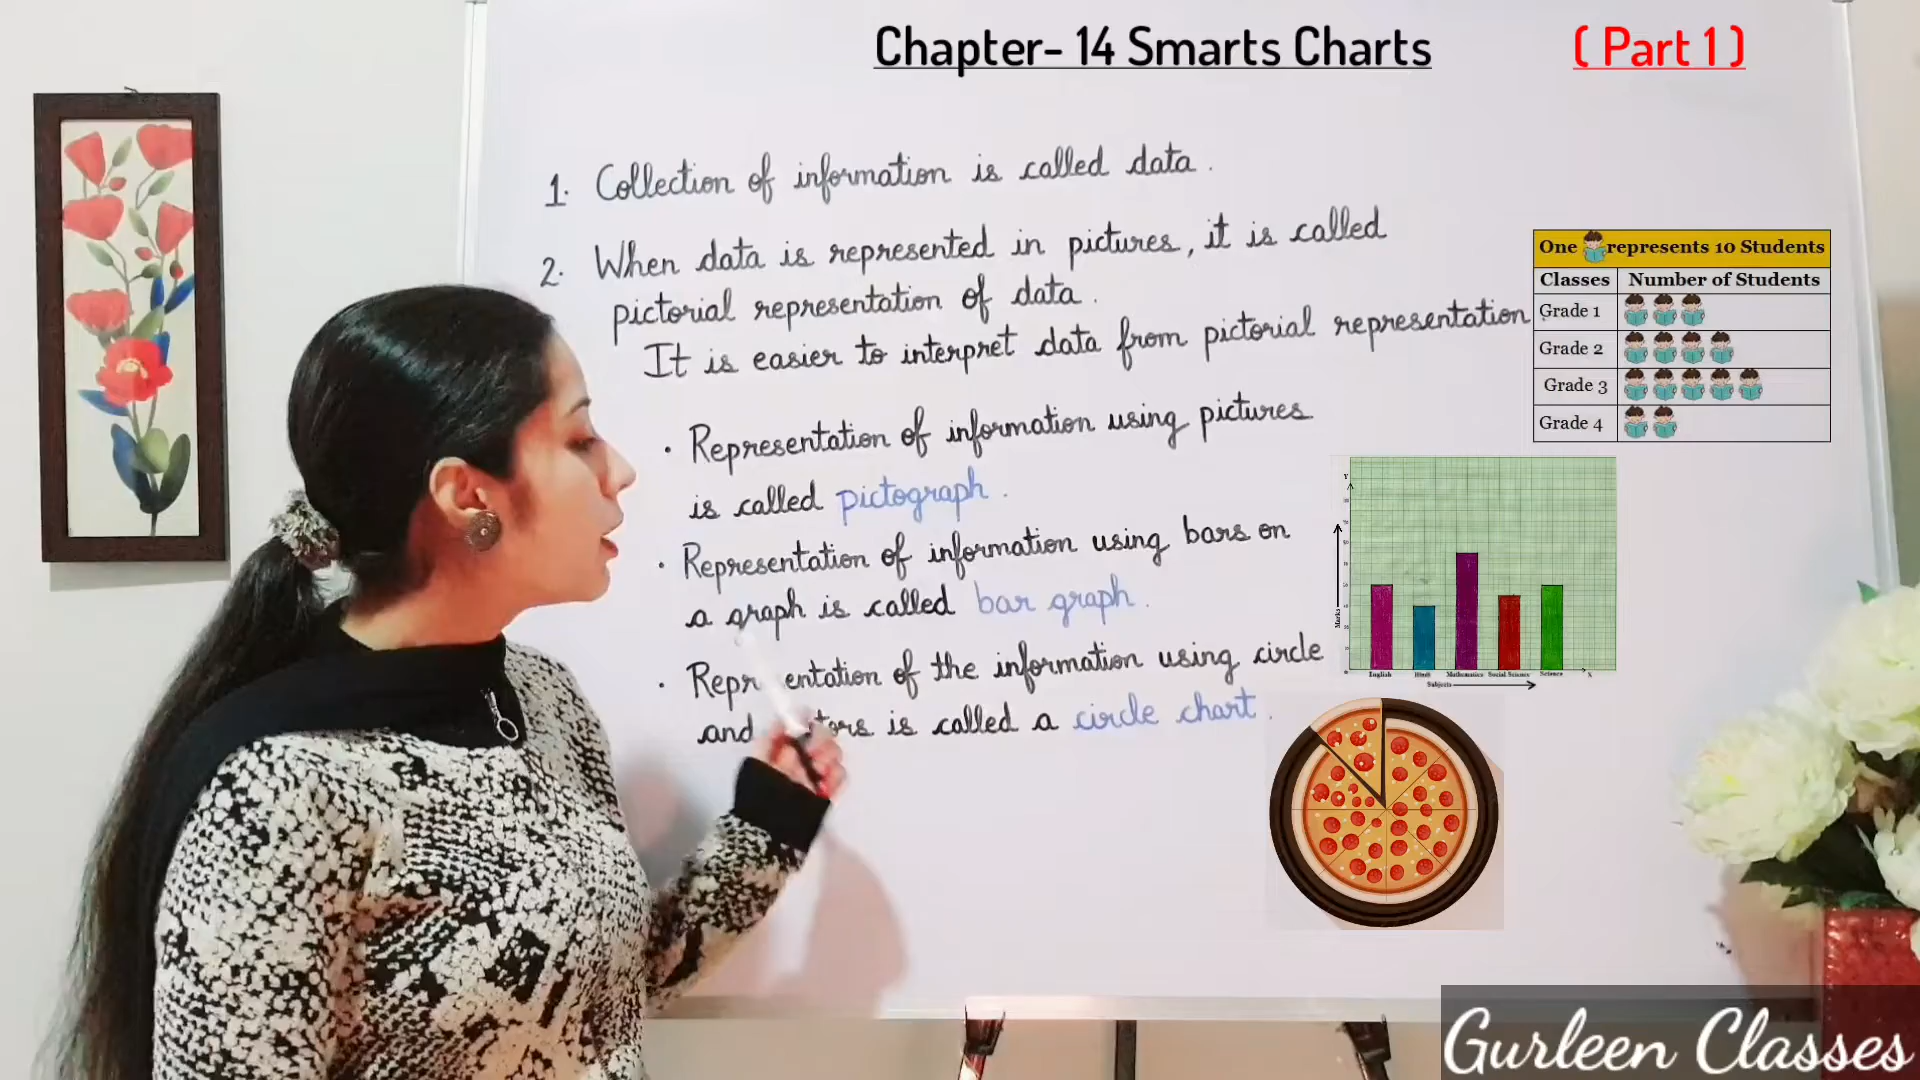 Chapter- 14 Smarts Charts ( Part 1 )
1. Collection of information is called data.
2. When data is represented in pictures, it is called
pictorial representation of data.
It is easier to interpret data from pictorial representation.
· Representation of information using pictures
is called pictograph.
· Representation of information using bars on
a graph is called bar graph.
· Representation of the information using circle
and is called a circle chart.
One represents 10 Students
Classes Number of Students
Grade 1
Grade 2
Grade 3
Grade 4
Y
Marks
English Hindi Mathematics Social Science Science X
Subjects
Gurleen Classes